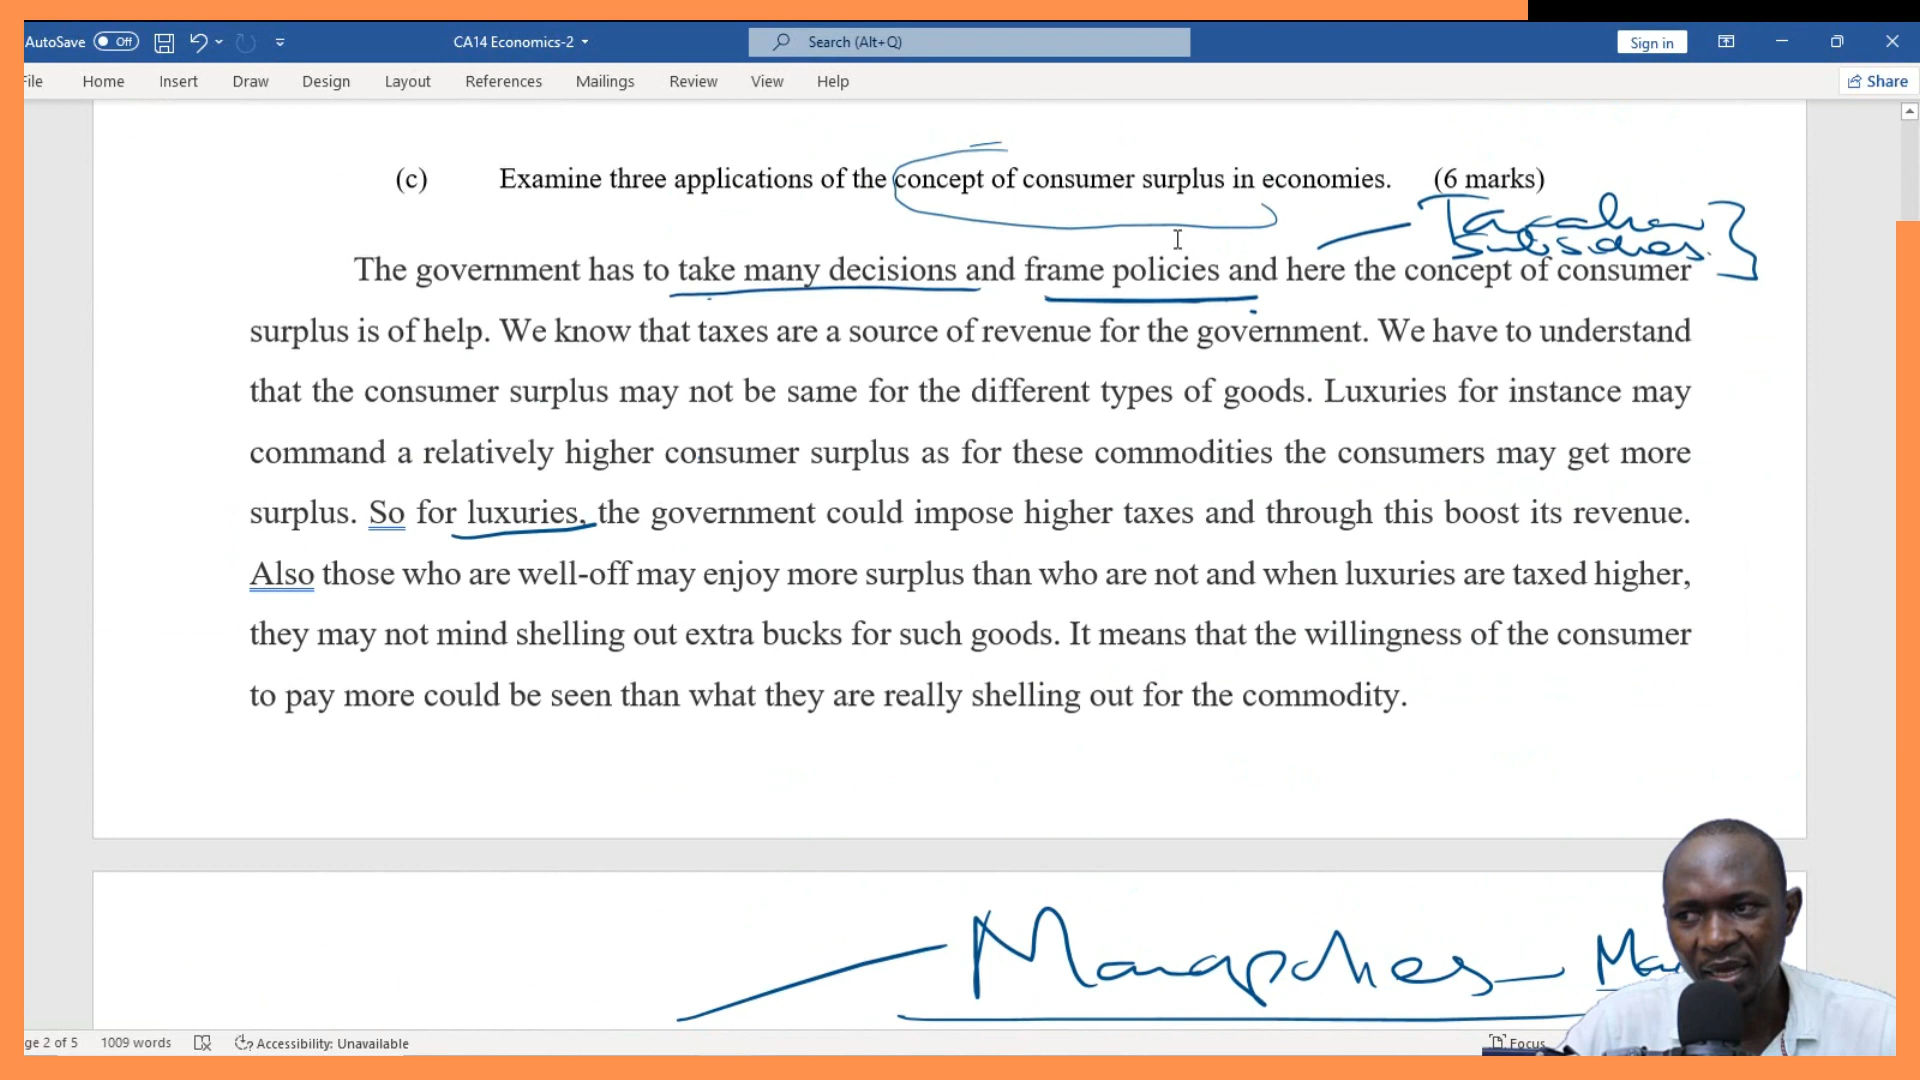 AutoSave Off CA14 Economics-2 Search (Alt+Q) Sign in
File Home Insert Draw Design Layout References Mailings Review View Help Share
(c) Examine three applications of the concept of consumer surplus in economies. (6 marks)
Taxation
Subsidies.
The government has to take many decisions and frame policies and here the concept of consumer
surplus is of help. We know that taxes are a source of revenue for the government. We have to understand
that the consumer surplus may not be same for the different types of goods. Luxuries for instance may
command a relatively higher consumer surplus as for these commodities the consumers may get more
surplus. So for luxuries, the government could impose higher taxes and through this boost its revenue.
Also those who are well-off may enjoy more surplus than who are not and when luxuries are taxed higher,
they may not mind shelling out extra bucks for such goods. It means that the willingness of the consumer
to pay more could be seen than what they are really shelling out for the commodity.
ge 2 of 5 1009 words Accessibility: Unavailable Focus